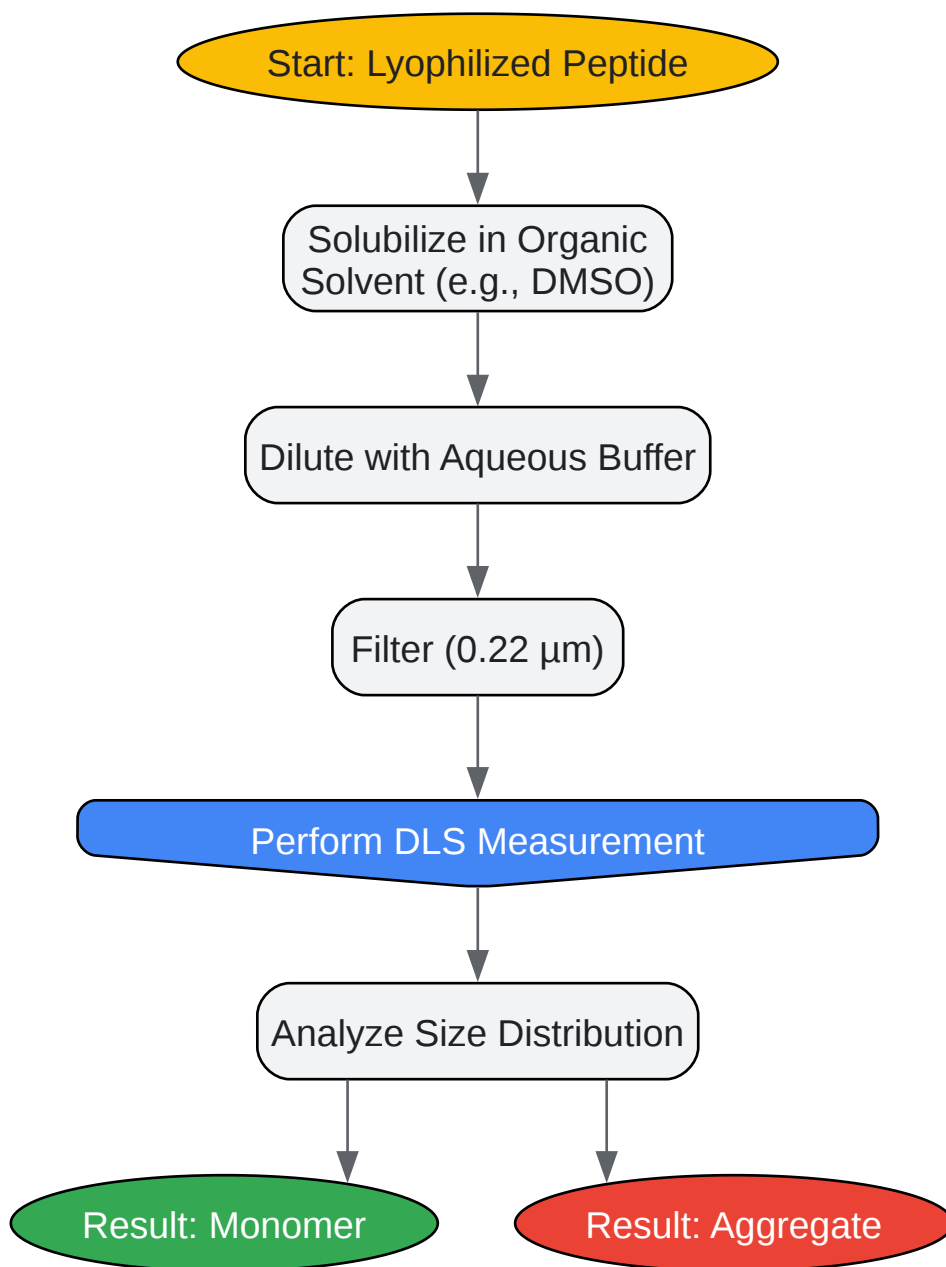 Start: Lyophilized Peptide
Solubilize in Organic
Solvent (e.g., DMSO)
Dilute with Aqueous Buffer
Filter (0.22 µm)
Perform DLS Measurement
Analyze Size Distribution
Result: Monomer
Result: Aggregate